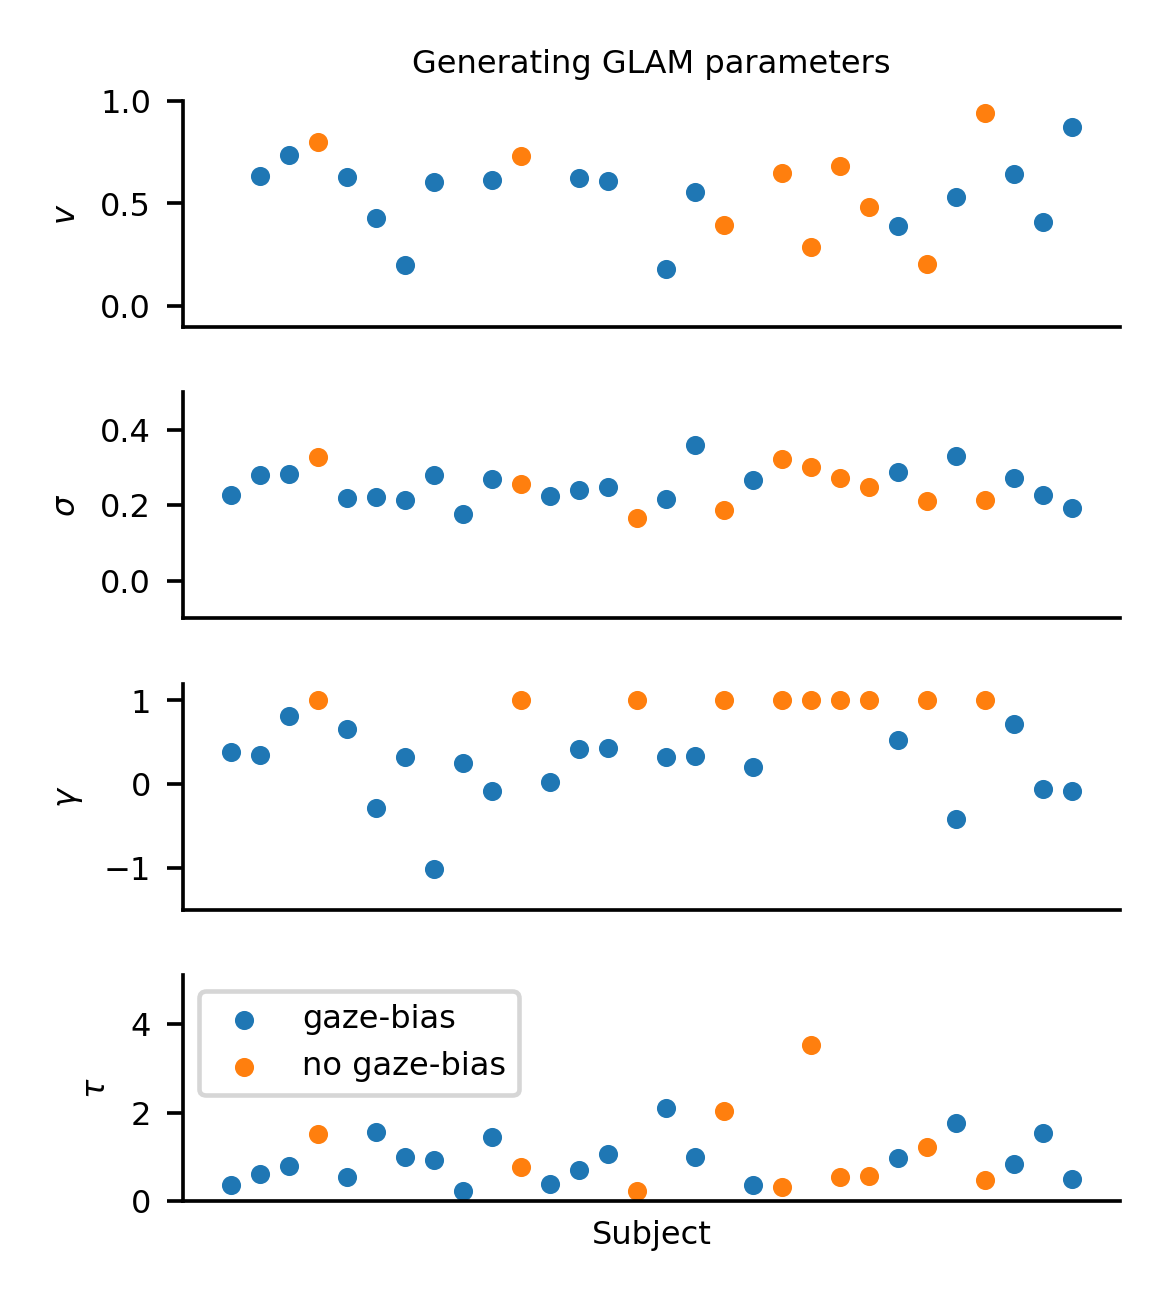 Generating GLAM parameters
1.0
0.5
0.0
v
0.4
0.2
0.0
σ
1
0
−1
γ
gaze-bias
no gaze-bias
4
2
0
τ
Subject